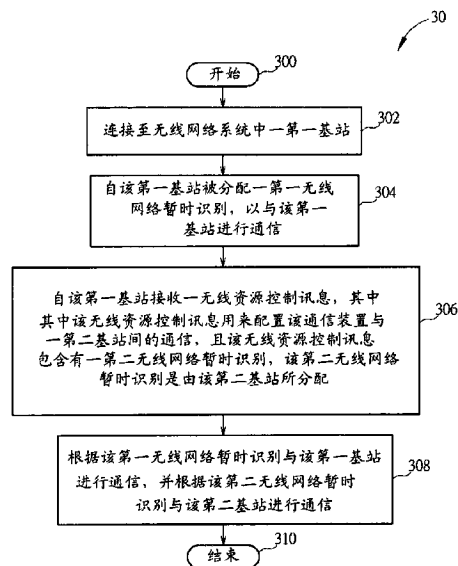 30
开始
300
连接至无线网络系统中一第一基站
302
自该第一基站被分配一第一无线
网络暂时识别，以与该第一
基站进行通信
304
自该第一基站接收一无线资源控制讯息，其中
其中该无线资源控制讯息用来配置该通信装置与
一第二基站间的通信，且该无线资源控制讯息
包含有一第二无线网络暂时识别，该第二无线网络
暂时识别是由该第二基站所分配
306
根据该第一无线网络暂时识别与该第一基站
进行通信，并根据该第二无线网络暂时
识别与该第二基站进行通信
308
结束
310